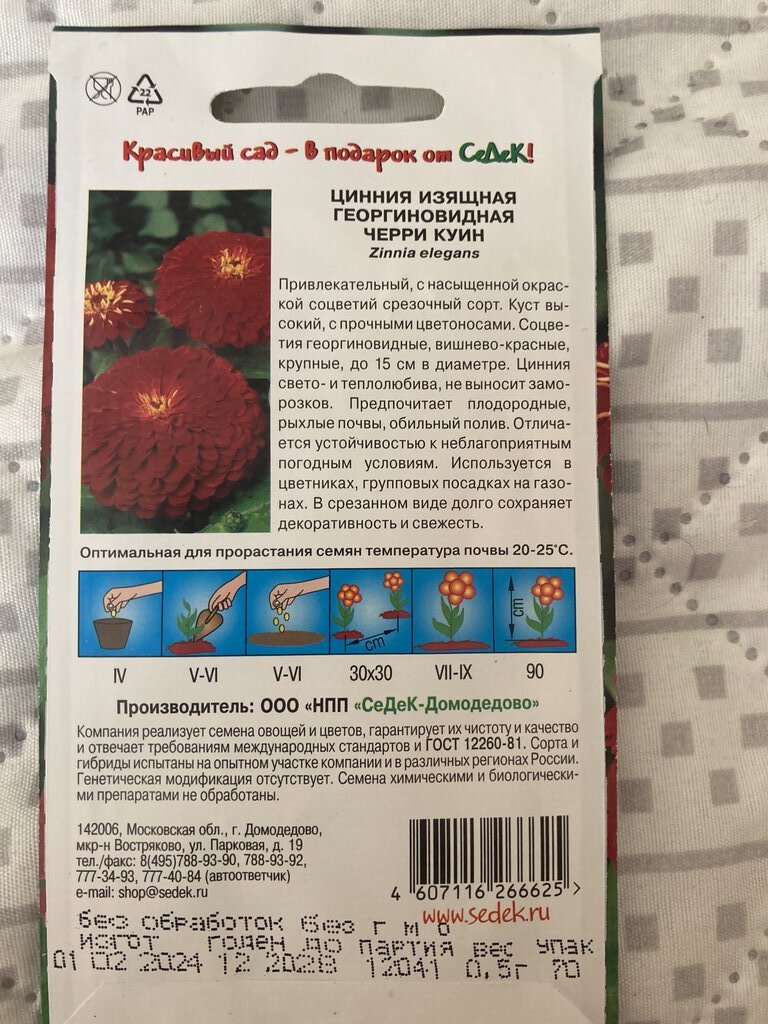 22
PAP
Красивый сад – в подарок от СеДеК!
ЦИННИЯ ИЗЯЩНАЯ
ГЕОРГИНОВИДНАЯ
ЧЕРРИ КУИН
Zinnia elegans
Привлекательный, с насыщенной окрас-
кой соцветий срезочный сорт. Куст вы-
сокий, с прочными цветоносами. Соцве-
тия георгиновидные, вишнево-красные,
крупные, до 15 см в диаметре. Цинния
свето- и теплолюбива, не выносит замо-
розков. Предпочитает плодородные,
рыхлые почвы, обильный полив. Отлича-
ется устойчивостью к неблагоприятным
погодным условиям. Используется в
цветниках, групповых посадках на газо-
нах. В срезанном виде долго сохраняет
декоративность и свежесть.
Оптимальная для прорастания семян температура почвы 20-25°С.
cm cm
IV V-VI V-VI 30x30 VII-IX 90
Производитель: ООО «НПП «СеДеК-Домодедово»
Компания реализует семена овощей и цветов, гарантирует их чистоту и качество
и отвечает требованиям международных стандартов и ГОСТ 12260-81. Сорта и
гибриды испытаны на опытном участке компании и в различных регионах России.
Генетическая модификация отсутствует. Семена химическими и биологически-
ми препаратами не обработаны.
142006, Московская обл., г. Домодедово,
мкр-н Востряково, ул. Парковая, д. 19
тел./факс: 8(495)788-93-90, 788-93-92,
777-34-93, 777-40-84 (автоответчик)
e-mail: shop@sedek.ru
4 607116 266625 >
www.sedek.ru
без обработок без г м о
изгот годен до партия вес упак
01 02 2024 12 2028 12041 0,5г 70